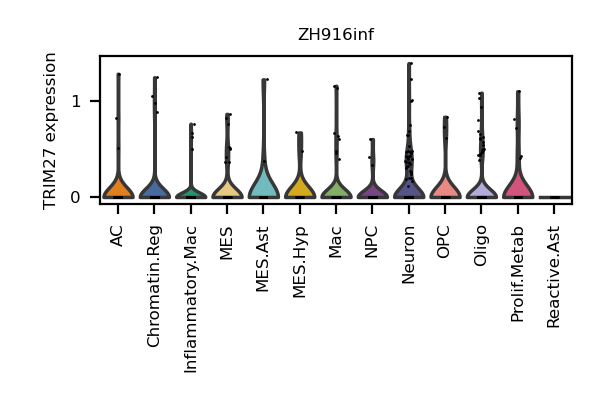 ZH916inf
TRIM27 expression
1
0
AC
Chromatin.Reg
Inflammatory.Mac
MES
MES.Ast
MES.Hyp
Mac
NPC
Neuron
OPC
Oligo
Prolif.Metab
Reactive.Ast